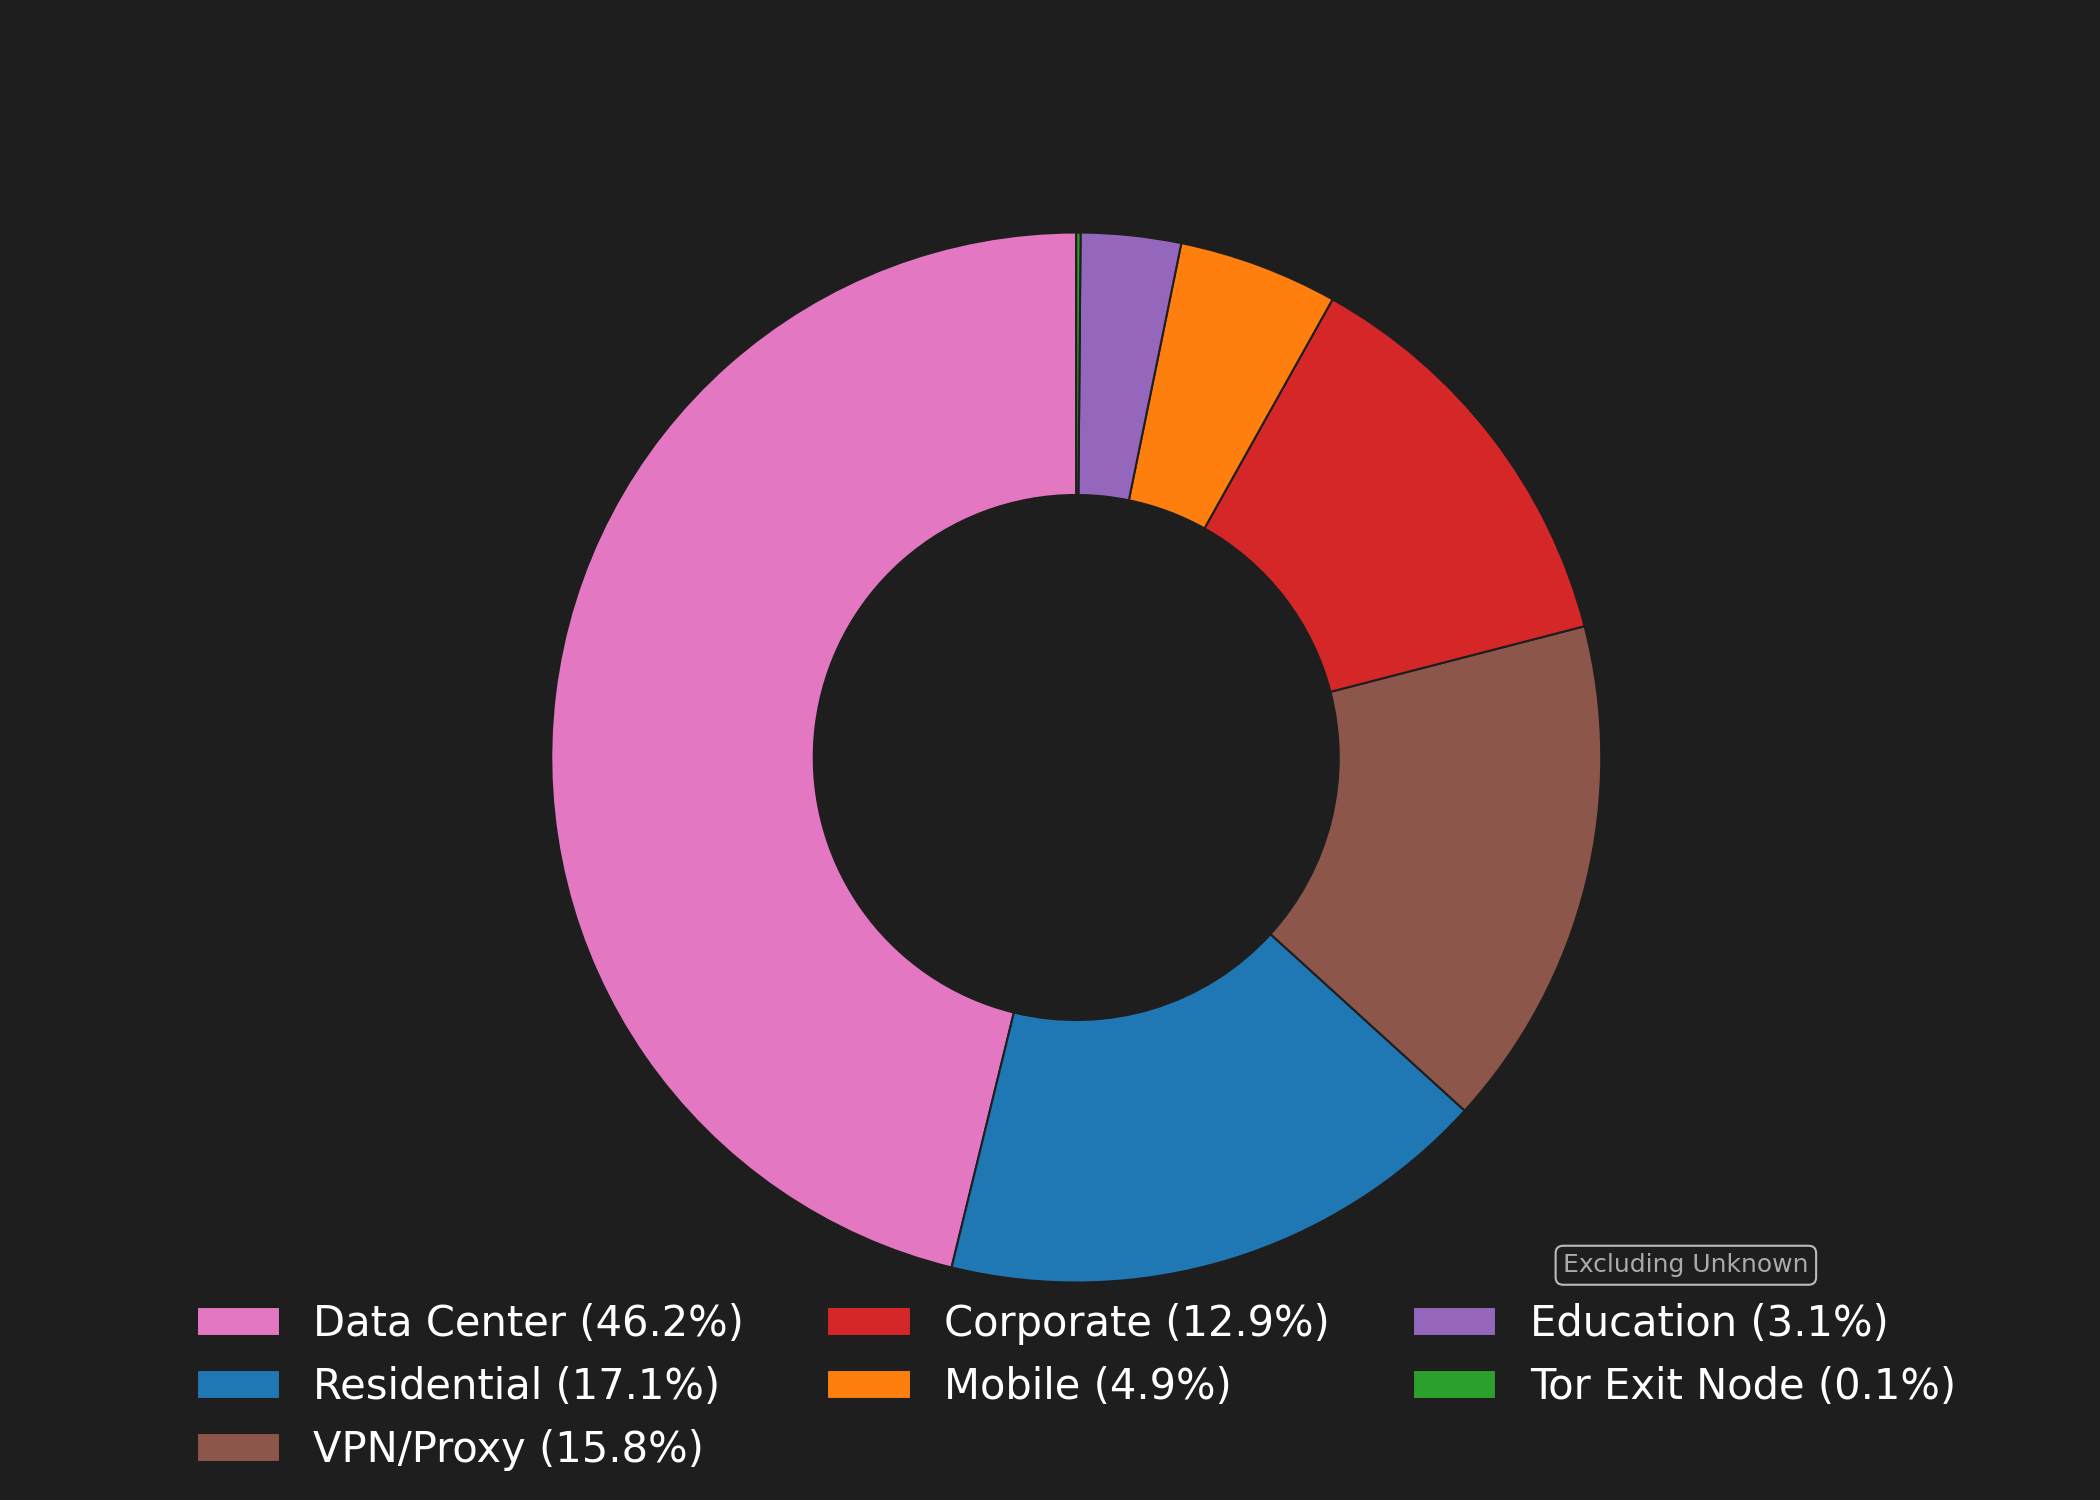 Excluding Unknown
Data Center (46.2%)
Residential (17.1%)
VPN/Proxy (15.8%)
Corporate (12.9%)
Mobile (4.9%)
Education (3.1%)
Tor Exit Node (0.1%)